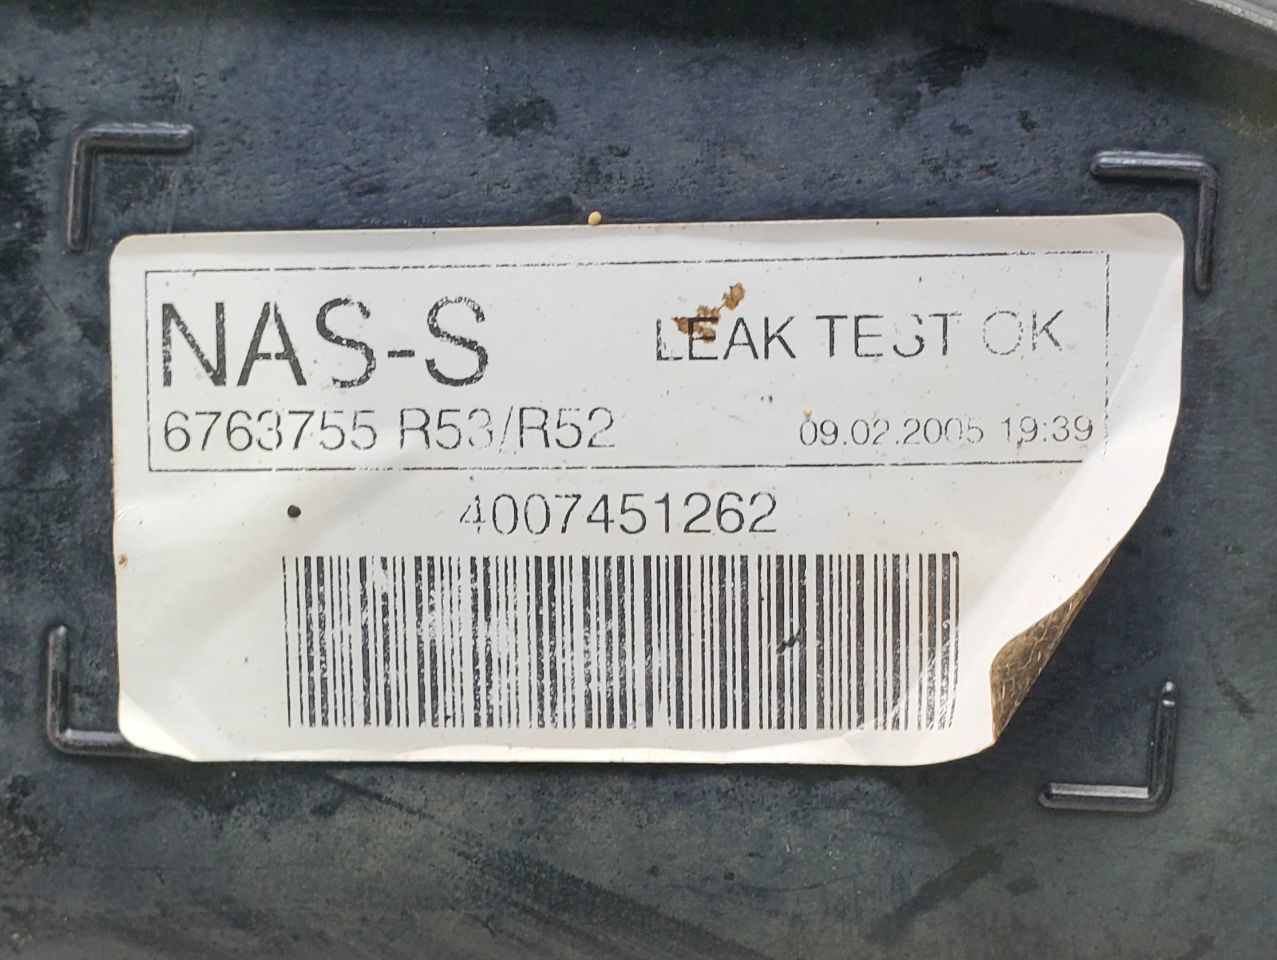 NAS-S LEAK TEST OK
6763755 R53/R52 09.02.2005 19:39
4007451262